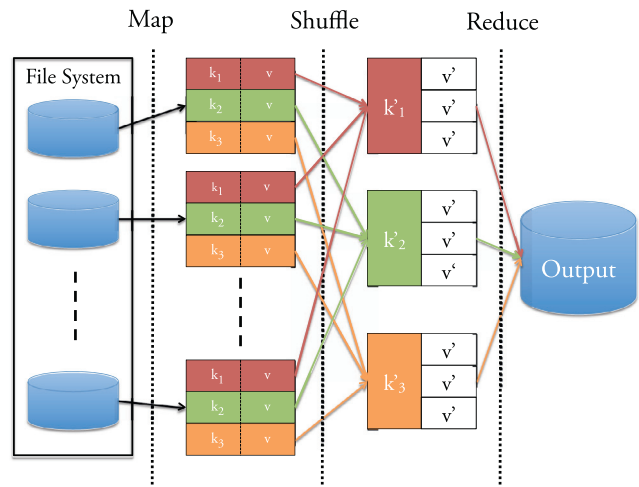 Map Shuffle Reduce
File System
k₁ v
k₂ v
k₃ v
k₁ v
k₂ v
k₃ v
k₁ v
k₂ v
k₃ v
k’₁
v’
v’
v’
k’₂
v’
v’
v‘
k’₃
v’
v’
v’
Output